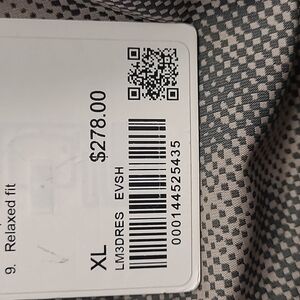 9. Relaxed fit
XL $278.00
LM3DRES EVSH
000144525435